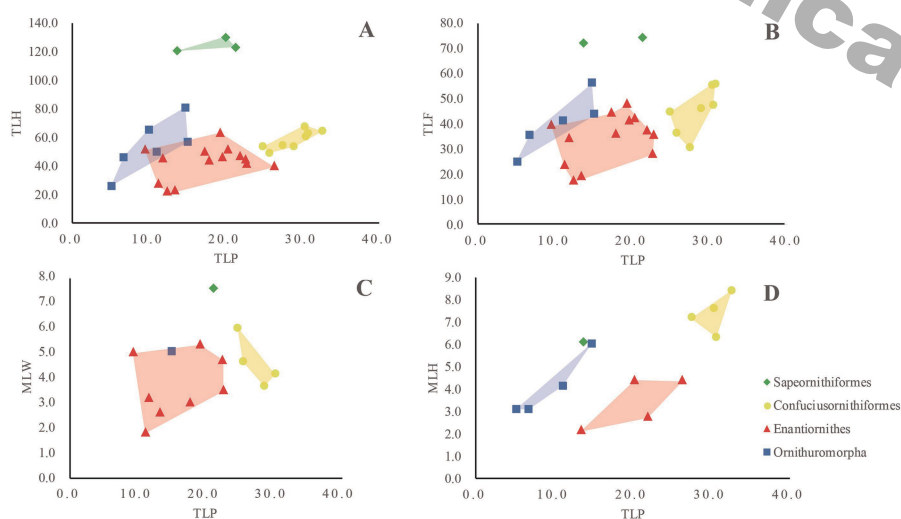 140.0
120.0
100.0
80.0
60.0
40.0
20.0
0.0
TLH
A
0.0 10.0 20.0 30.0 40.0
TLP
80.0
70.0
60.0
50.0
40.0
30.0
20.0
10.0
0.0
TLF
B
0.0 10.0 20.0 30.0 40.0
TLP
8.0
7.0
6.0
5.0
4.0
3.0
2.0
1.0
0.0
MLW
C
0.0 10.0 20.0 30.0 40.0
TLP
9.0
8.0
7.0
6.0
5.0
4.0
3.0
2.0
1.0
0.0
MLH
D
0.0 10.0 20.0 30.0 40.0
TLP
Sapeornithiformes
Confuciusornithiformes
Enantiornithes
Ornithuromorpha